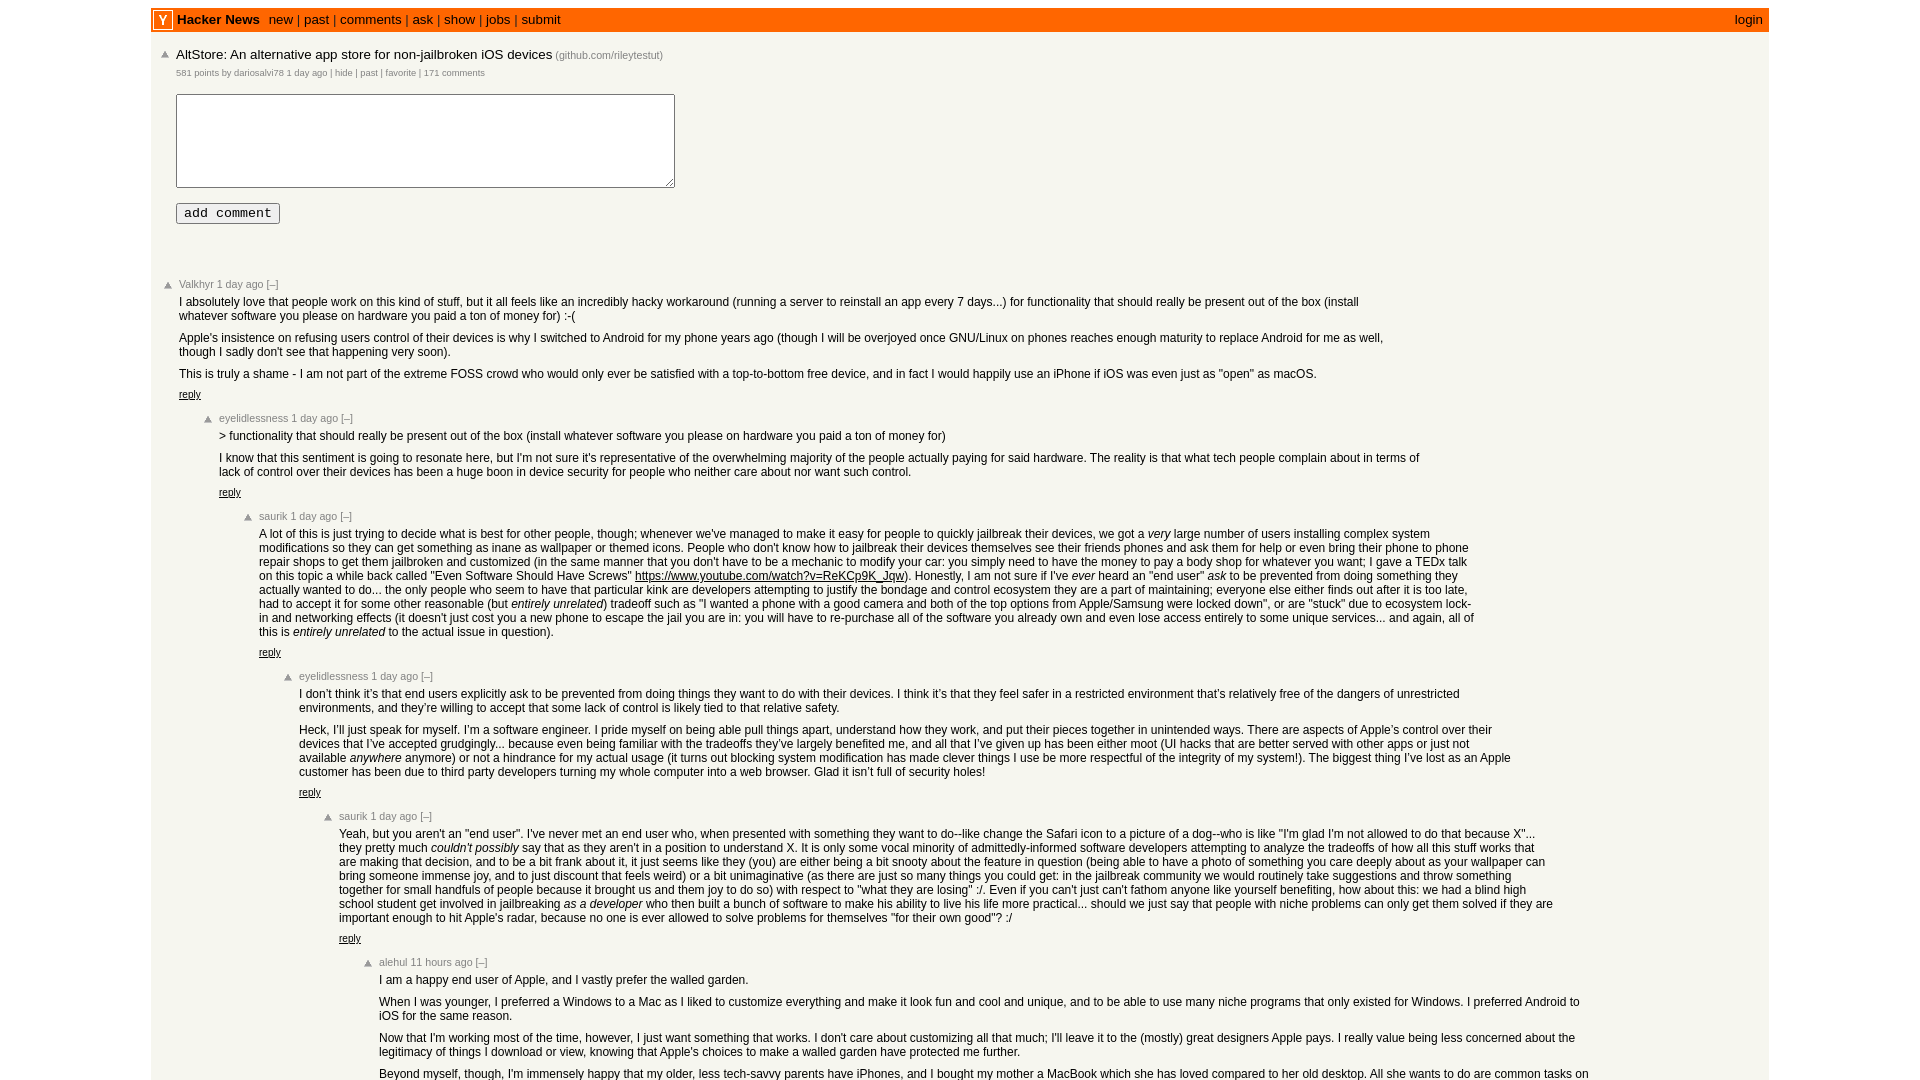 Y Hacker News new | past | comments | ask | show | jobs | submit login
AltStore: An alternative app store for non-jailbroken iOS devices (github.com/rileytestut)
581 points by dariosalvi78 1 day ago | hide | past | favorite | 171 comments
add comment
Valkhyr 1 day ago [–]
I absolutely love that people work on this kind of stuff, but it all feels like an incredibly hacky workaround (running a server to reinstall an app every 7 days...) for functionality that should really be present out of the box (install
whatever software you please on hardware you paid a ton of money for) :-(
Apple's insistence on refusing users control of their devices is why I switched to Android for my phone years ago (though I will be overjoyed once GNU/Linux on phones reaches enough maturity to replace Android for me as well,
though I sadly don't see that happening very soon).
This is truly a shame - I am not part of the extreme FOSS crowd who would only ever be satisfied with a top-to-bottom free device, and in fact I would happily use an iPhone if iOS was even just as "open" as macOS.
reply
eyelidlessness 1 day ago [–]
> functionality that should really be present out of the box (install whatever software you please on hardware you paid a ton of money for)
I know that this sentiment is going to resonate here, but I'm not sure it's representative of the overwhelming majority of the people actually paying for said hardware. The reality is that what tech people complain about in terms of
lack of control over their devices has been a huge boon in device security for people who neither care about nor want such control.
reply
saurik 1 day ago [–]
A lot of this is just trying to decide what is best for other people, though; whenever we've managed to make it easy for people to quickly jailbreak their devices, we got a very large number of users installing complex system
modifications so they can get something as inane as wallpaper or themed icons. People who don't know how to jailbreak their devices themselves see their friends phones and ask them for help or even bring their phone to phone
repair shops to get them jailbroken and customized (in the same manner that you don't have to be a mechanic to modify your car: you simply need to have the money to pay a body shop for whatever you want; I gave a TEDx talk
on this topic a while back called "Even Software Should Have Screws" https://www.youtube.com/watch?v=ReKCp9K_Jqw). Honestly, I am not sure if I've ever heard an "end user" ask to be prevented from doing something they
actually wanted to do... the only people who seem to have that particular kink are developers attempting to justify the bondage and control ecosystem they are a part of maintaining; everyone else either finds out after it is too late,
had to accept it for some other reasonable (but entirely unrelated) tradeoff such as "I wanted a phone with a good camera and both of the top options from Apple/Samsung were locked down", or are "stuck" due to ecosystem lock-
in and networking effects (it doesn't just cost you a new phone to escape the jail you are in: you will have to re-purchase all of the software you already own and even lose access entirely to some unique services... and again, all of
this is entirely unrelated to the actual issue in question).
reply
eyelidlessness 1 day ago [–]
I don’t think it’s that end users explicitly ask to be prevented from doing things they want to do with their devices. I think it’s that they feel safer in a restricted environment that’s relatively free of the dangers of unrestricted
environments, and they’re willing to accept that some lack of control is likely tied to that relative safety.
Heck, I’ll just speak for myself. I’m a software engineer. I pride myself on being able pull things apart, understand how they work, and put their pieces together in unintended ways. There are aspects of Apple’s control over their
devices that I’ve accepted grudgingly... because even being familiar with the tradeoffs they’ve largely benefited me, and all that I’ve given up has been either moot (UI hacks that are better served with other apps or just not
available anywhere anymore) or not a hindrance for my actual usage (it turns out blocking system modification has made clever things I use be more respectful of the integrity of my system!). The biggest thing I’ve lost as an Apple
customer has been due to third party developers turning my whole computer into a web browser. Glad it isn’t full of security holes!
reply
saurik 1 day ago [–]
Yeah, but you aren't an "end user". I've never met an end user who, when presented with something they want to do--like change the Safari icon to a picture of a dog--who is like "I'm glad I'm not allowed to do that because X"...
they pretty much couldn't possibly say that as they aren't in a position to understand X. It is only some vocal minority of admittedly-informed software developers attempting to analyze the tradeoffs of how all this stuff works that
are making that decision, and to be a bit frank about it, it just seems like they (you) are either being a bit snooty about the feature in question (being able to have a photo of something you care deeply about as your wallpaper can
bring someone immense joy, and to just discount that feels weird) or a bit unimaginative (as there are just so many things you could get: in the jailbreak community we would routinely take suggestions and throw something
together for small handfuls of people because it brought us and them joy to do so) with respect to "what they are losing" :/. Even if you can't just can't fathom anyone like yourself benefiting, how about this: we had a blind high
school student get involved in jailbreaking as a developer who then built a bunch of software to make his ability to live his life more practical... should we just say that people with niche problems can only get them solved if they are
important enough to hit Apple's radar, because no one is ever allowed to solve problems for themselves "for their own good"? :/
reply
alehul 11 hours ago [–]
I am a happy end user of Apple, and I vastly prefer the walled garden.
When I was younger, I preferred a Windows to a Mac as I liked to customize everything and make it look fun and cool and unique, and to be able to use many niche programs that only existed for Windows. I preferred Android to
iOS for the same reason.
Now that I'm working most of the time, however, I just want something that works. I don't care about customizing all that much; I'll leave it to the (mostly) great designers Apple pays. I really value being less concerned about the
legitimacy of things I download or view, knowing that Apple's choices to make a walled garden have protected me further.
Beyond myself, though, I'm immensely happy that my older, less tech-savvy parents have iPhones, and I bought my mother a MacBook which she has loved compared to her old desktop. All she wants to do are common tasks on